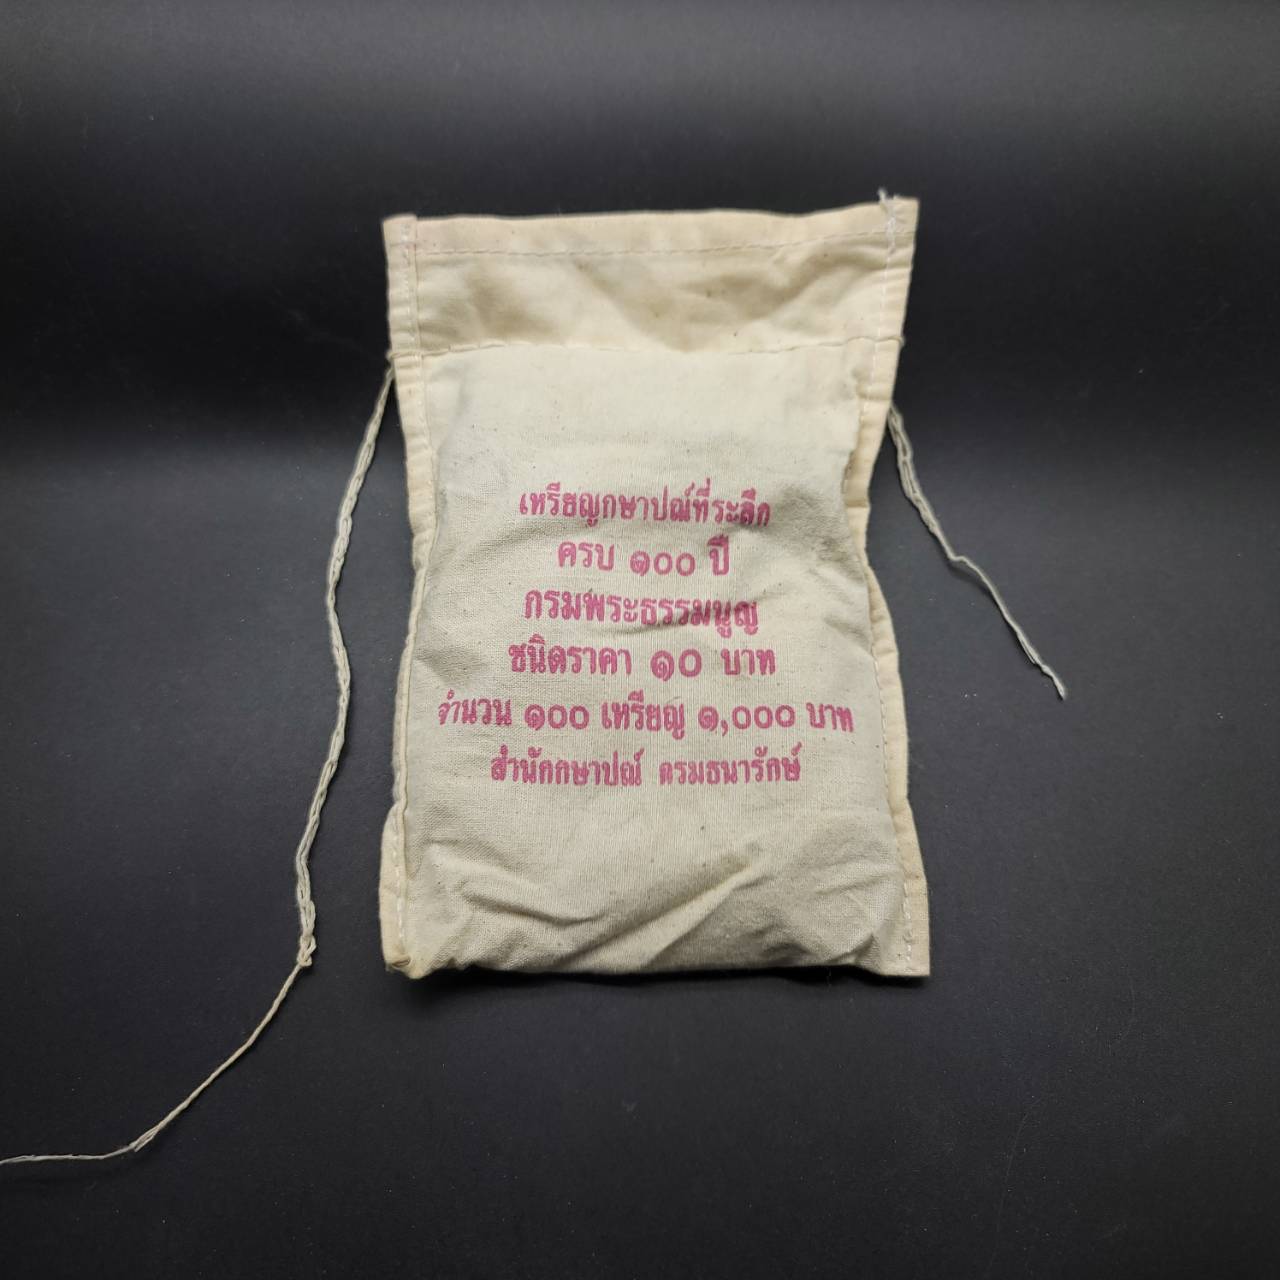 เหรียญกษาปณ์ที่ระลึก
ครบ ๑๐๐ ปี
กรมพระธรรมนูญ
ชนิดราคา ๑๐ บาท
จำนวน ๑๐๐ เหรียญ ๑,๐๐๐ บาท
สำนักกษาปณ์ กรมธนารักษ์